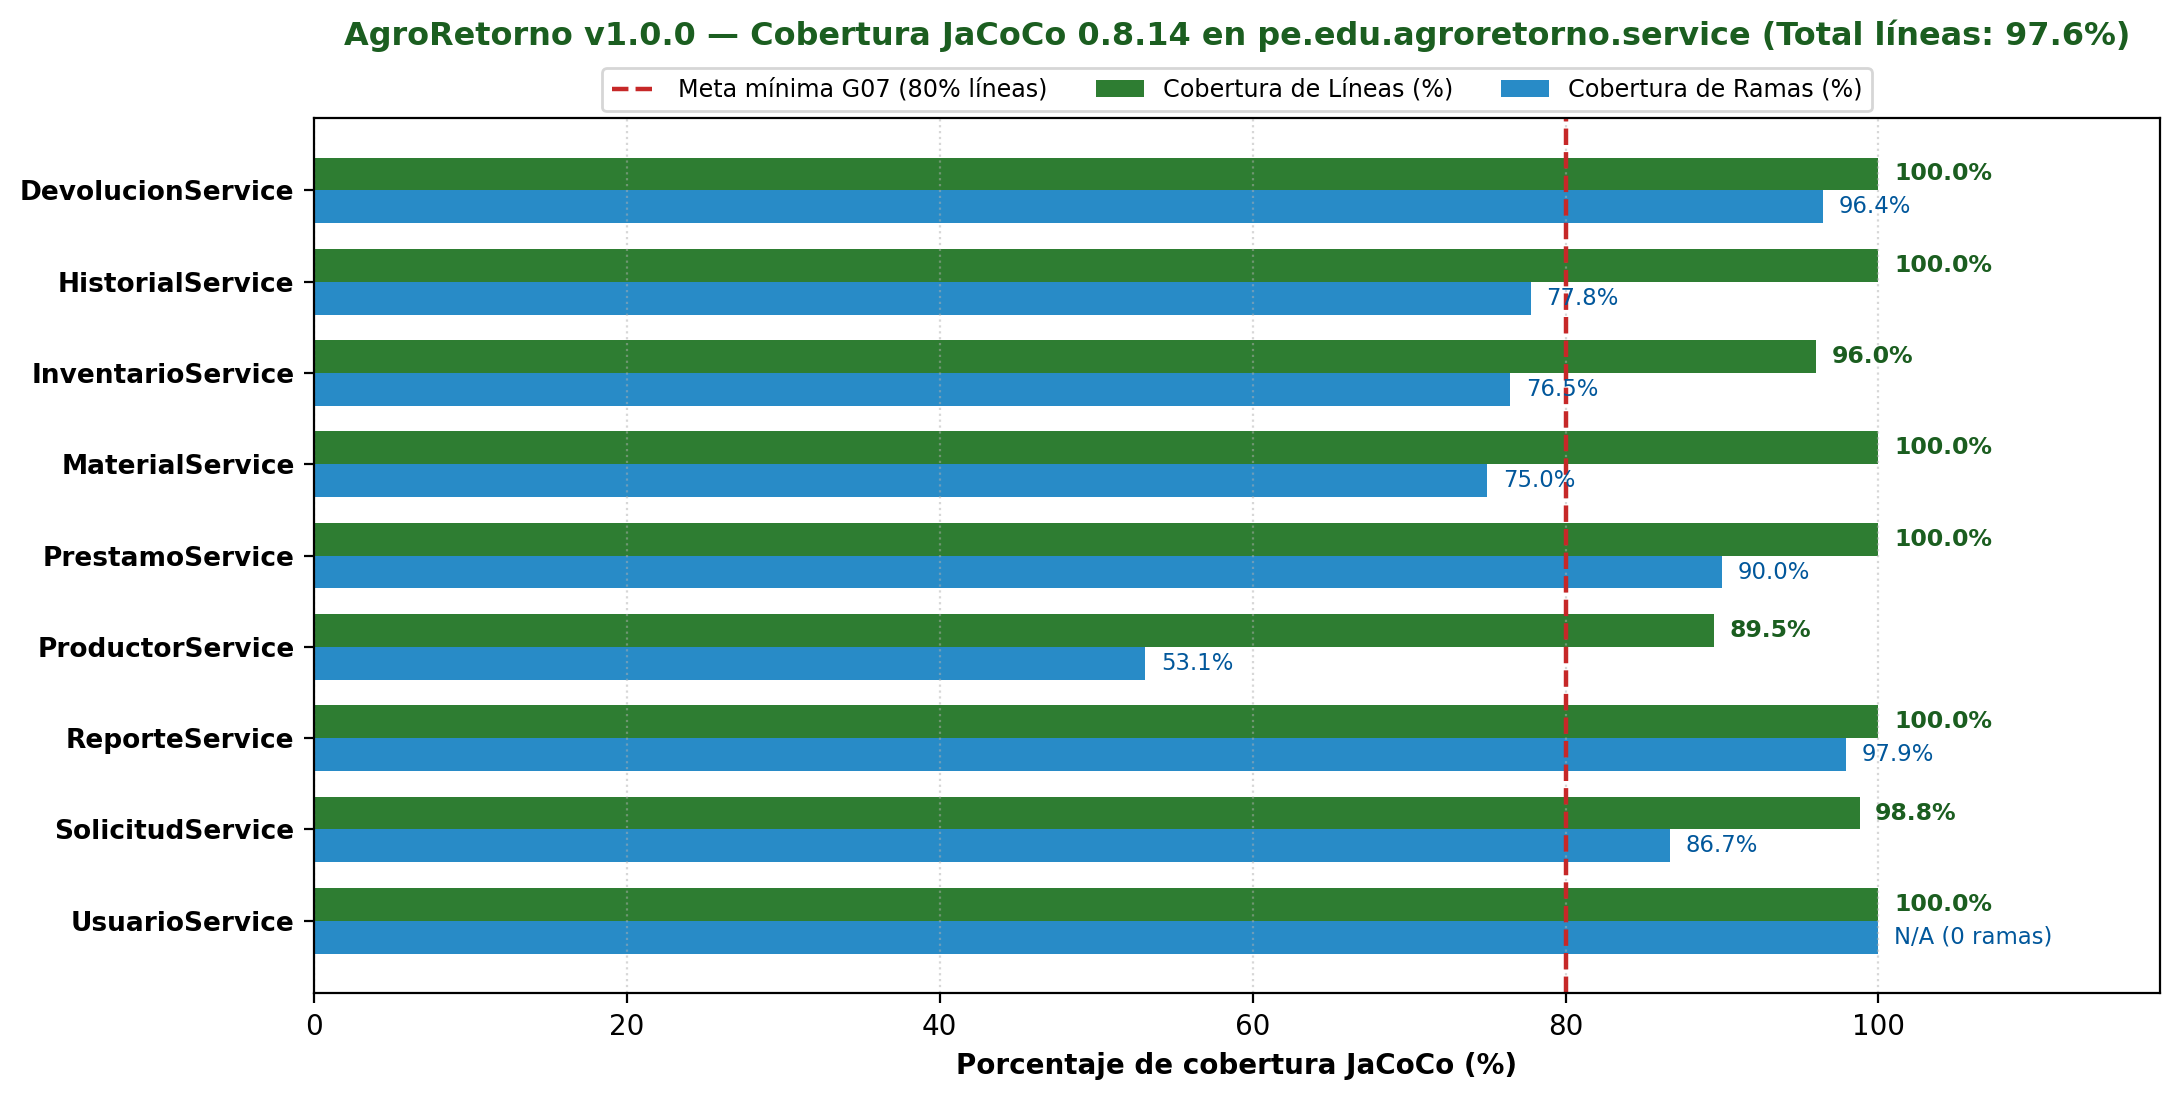 AgroRetorno v1.0.0 — Cobertura JaCoCo 0.8.14 en pe.edu.agroretorno.service (Total líneas: 97.6%)
Meta mínima G07 (80% líneas) Cobertura de Líneas (%) Cobertura de Ramas (%)
DevolucionService 100.0%
96.4%
HistorialService 100.0%
77.8%
InventarioService 96.0%
76.5%
MaterialService 100.0%
75.0%
PrestamoService 100.0%
90.0%
ProductorService 89.5%
53.1%
ReporteService 100.0%
97.9%
SolicitudService 98.8%
86.7%
UsuarioService 100.0%
N/A (0 ramas)
0 20 40 60 80 100
Porcentaje de cobertura JaCoCo (%)